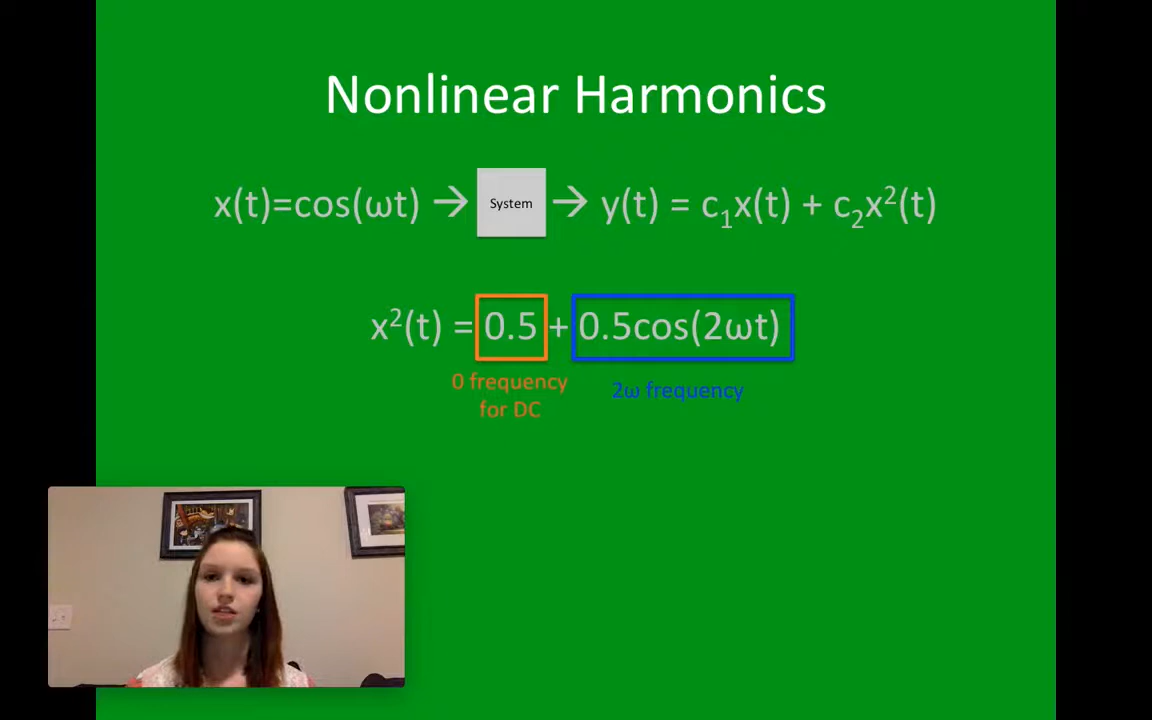 Nonlinear Harmonics
x(t)=cos(ωt) → System → y(t) = c₁x(t) + c₂x²(t)
x²(t) = 0.5 + 0.5cos(2ωt)
0 frequency
for DC
2ω frequency